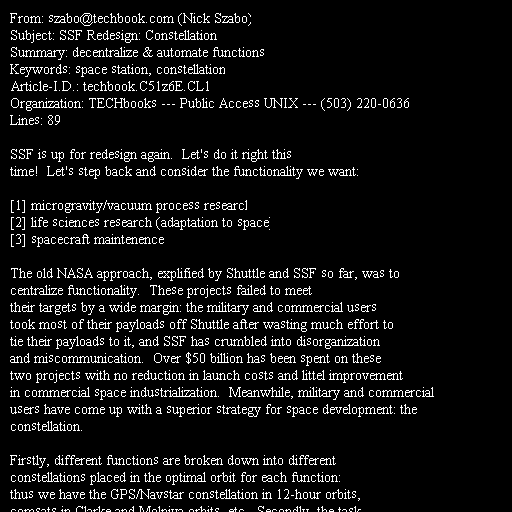 From: szabo@techbook.com (Nick Szabo)
Subject: SSF Redesign: Constellation
Summary: decentralize & automate functions
Keywords: space station, constellation
Article-I.D.: techbook.C51z6E.CL1
Organization: TECHbooks --- Public Access UNIX --- (503) 220-0636
Lines: 89

SSF is up for redesign again.  Let's do it right this
time!  Let's step back and consider the functionality we want:

[1] microgravity/vacuum process research
[2] life sciences research (adaptation to space)
[3] spacecraft maintenence

The old NASA approach, explified by Shuttle and SSF so far, was to
centralize functionality.  These projects failed to meet
their targets by a wide margin: the military and commercial users
took most of their payloads off Shuttle after wasting much effort to
tie their payloads to it, and SSF has crumbled into disorganization
and miscommunication.  Over $50 billion has been spent on these
two projects with no reduction in launch costs and littel improvement
in commercial space industrialization.  Meanwhile, military and commercial
users have come up with a superior strategy for space development: the
constellation.

Firstly, different functions are broken down into different
constellations placed in the optimal orbit for each function:
thus we have the GPS/Navstar constellation in 12-hour orbits,
comsats in Clarke and Molniya orbits, etc.  Secondly, the task